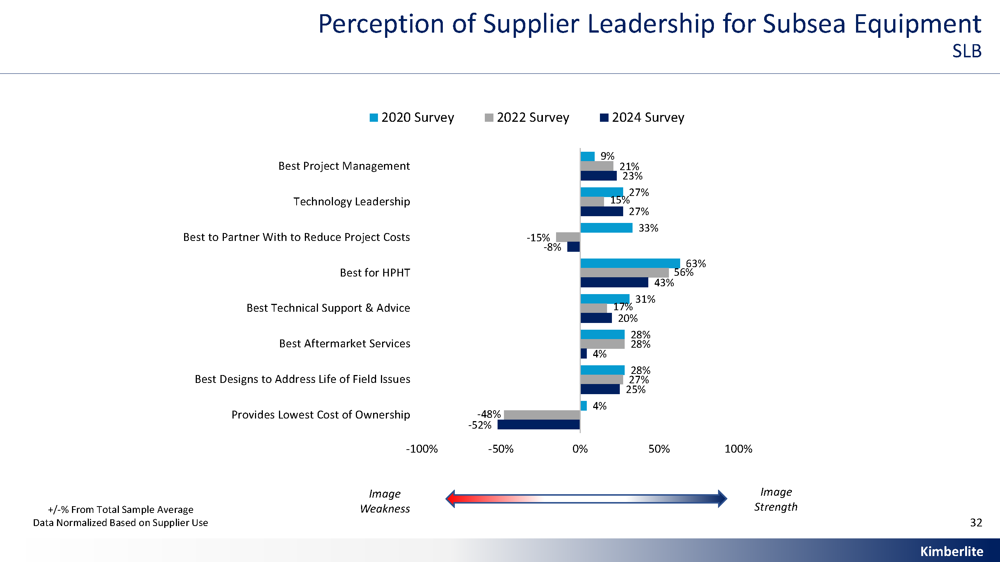 Perception of Supplier Leadership for Subsea Equipment
SLB
2020 Survey
2022 Survey
2024 Survey
Best Project Management
9%
21%
23%
Technology Leadership
27%
15%
27%
Best to Partner With to Reduce Project Costs
33%
-15%
-8%
Best for HPHT
63%
56%
43%
Best Technical Support & Advice
31%
17%
20%
Best Aftermarket Services
28%
28%
4%
Best Designs to Address Life of Field Issues
28%
27%
25%
Provides Lowest Cost of Ownership
4%
-48%
-52%
-100%
-50%
0%
50%
100%
Image
Weakness
Image
Strength
+/-% From Total Sample Average
Data Normalized Based on Supplier Use
32
Kimberlite